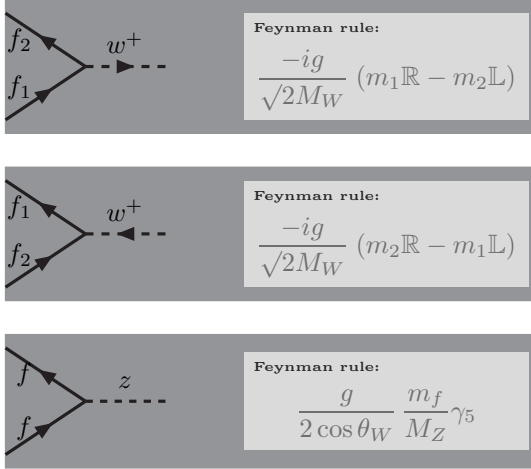 f₂
w⁺
f₁
Feynman rule:
−ig/√2M_W (m₁ℝ − m₂𝕃)
f₁
w⁺
f₂
Feynman rule:
−ig/√2M_W (m₂ℝ − m₁𝕃)
f
z
f
Feynman rule:
g/2 cos θ_W m_f/M_Z γ₅